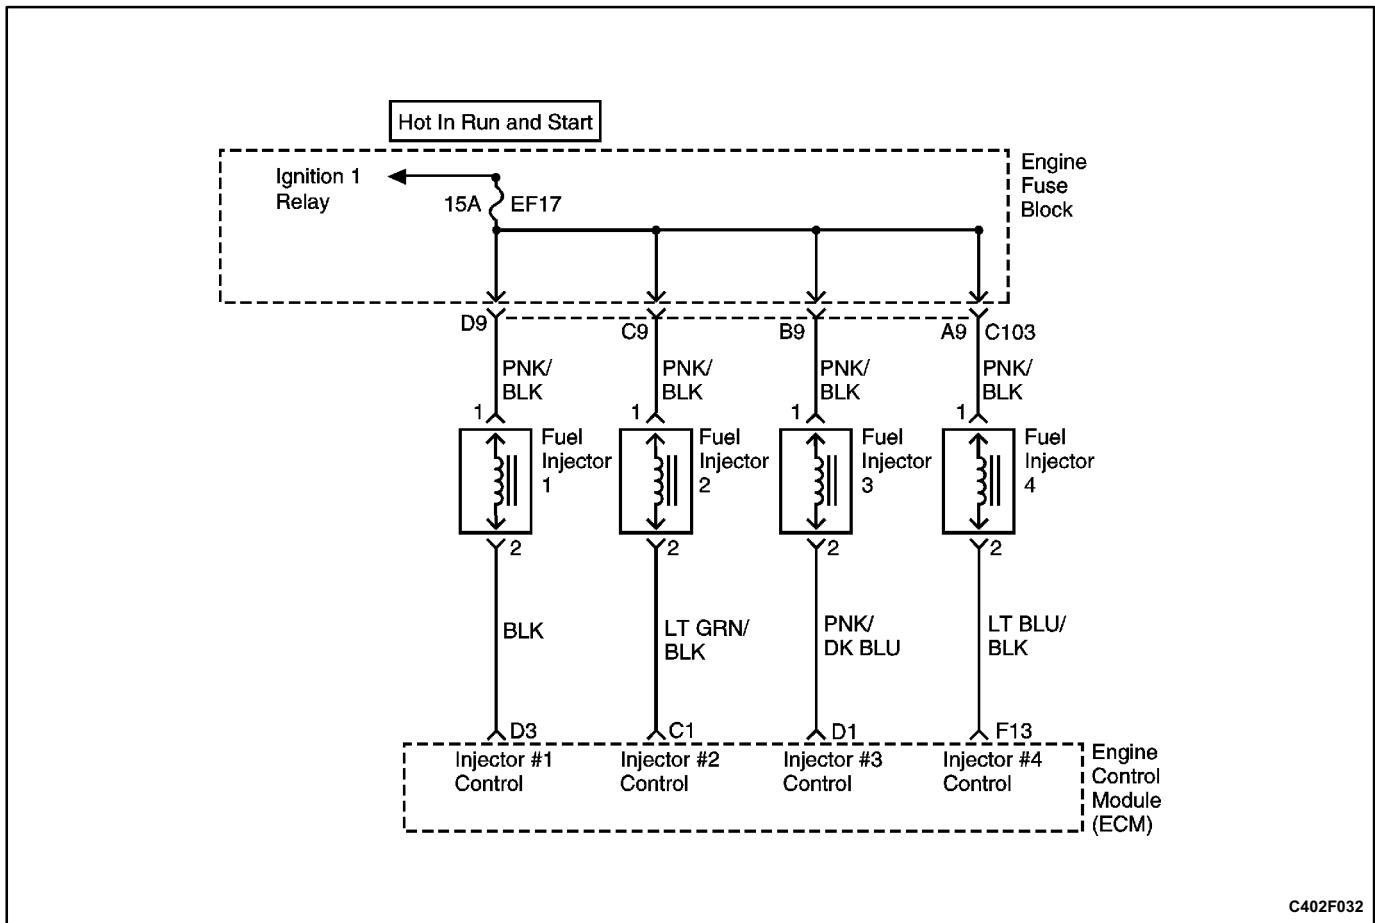 Hot In Run and Start
Ignition 1
Relay
15A
EF17
Engine
Fuse
Block
D9
C9
B9
A9
C103
PNK/
BLK
PNK/
BLK
PNK/
BLK
PNK/
BLK
1
1
1
1
Fuel
Injector
1
Fuel
Injector
2
Fuel
Injector
3
Fuel
Injector
4
2
2
2
2
BLK
LT GRN/
BLK
PNK/
DK BLU
LT BLU/
BLK
D3
C1
D1
F13
Injector #1
Control
Injector #2
Control
Injector #3
Control
Injector #4
Control
Engine
Control
Module
(ECM)
C402F032